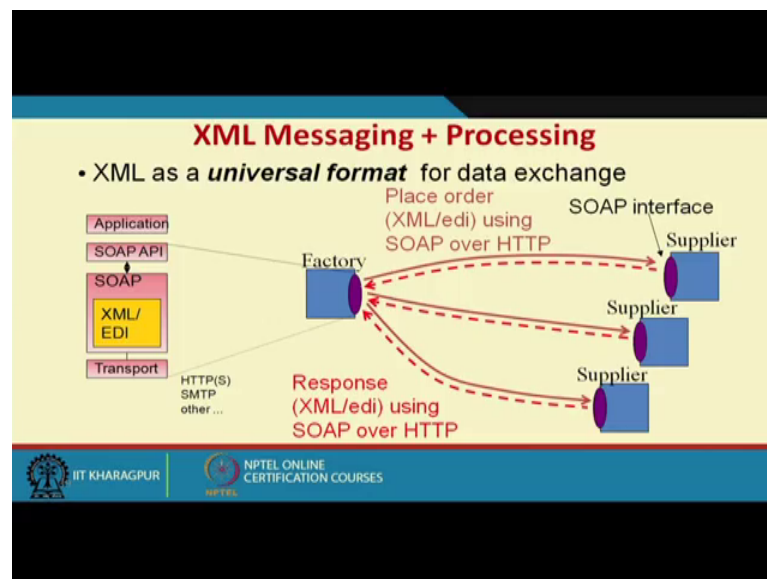 XML Messaging + Processing
• XML as a universal format for data exchange
Application
SOAP API
SOAP
XML/
EDI
Transport
HTTP(S)
SMTP
other ...
Factory
Place order
(XML/edi) using
SOAP over HTTP
SOAP interface
Supplier
Supplier
Supplier
Response
(XML/edi) using
SOAP over HTTP
IIT KHARAGPUR
NPTEL
NPTEL ONLINE
CERTIFICATION COURSES